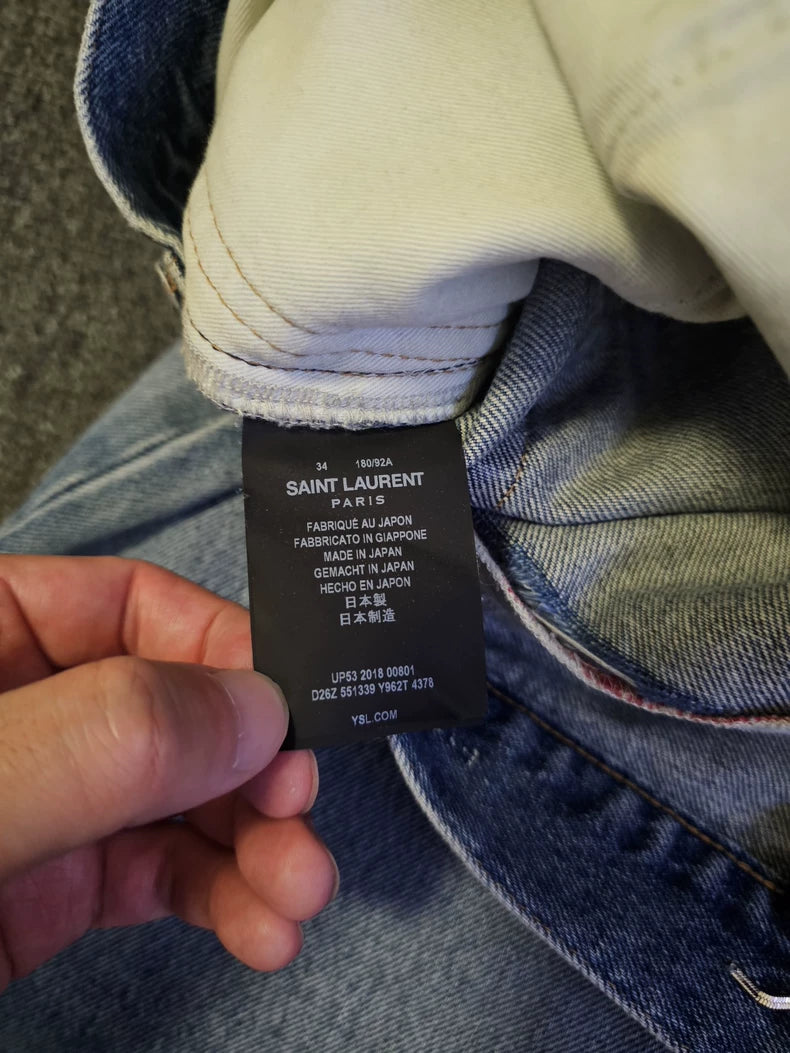 34 180/92A
SAINT LAURENT
PARIS
FABRIQUÉ AU JAPON
FABBRICATO IN GIAPPONE
MADE IN JAPAN
GEMACHT IN JAPAN
HECHO EN JAPON
日本製
日本制造
UP53 2018 00801
D26Z 551339 Y962T 4378
YSL.COM